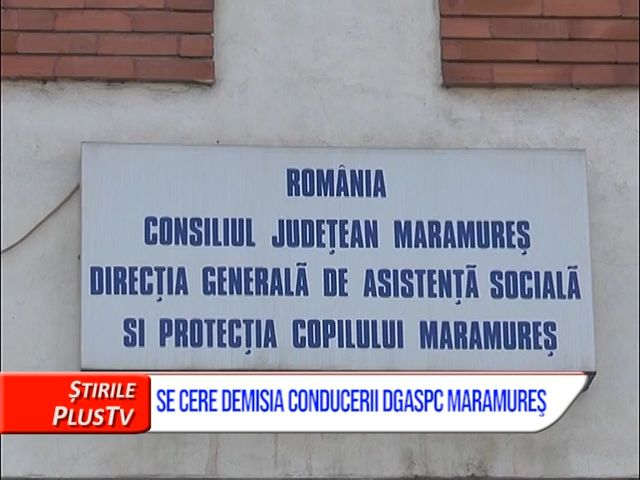 ROMÂNIA
CONSILIUL JUDEȚEAN MARAMUREȘ
DIRECȚIA GENERALĂ DE ASISTENȚĂ SOCIALĂ
SI PROTECȚIA COPILULUI MARAMUREȘ
ȘTIRILE
PLUSTV
SE CERE DEMISIA CONDUCERII DGASPC MARAMUREȘ